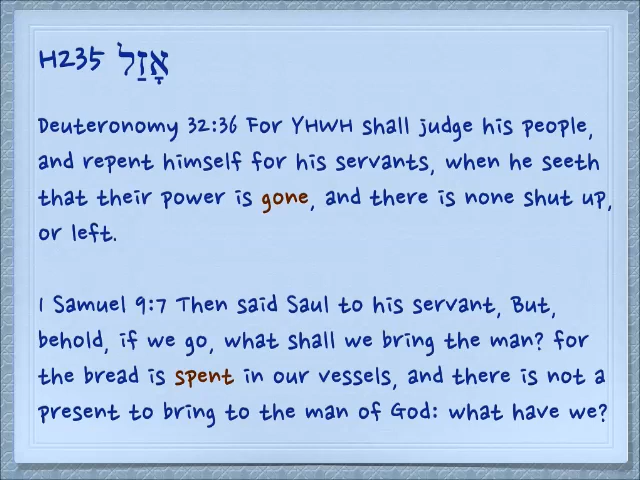 H235 אָזַל
Deuteronomy 32:36 For YHWH shall judge his people,
and repent himself for his servants, when he seeth
that their power is gone, and there is none shut up,
or left.
1 Samuel 9:7 Then said Saul to his servant, But,
behold, if we go, what shall we bring the man? for
the bread is spent in our vessels, and there is not a
present to bring to the man of God: what have we?